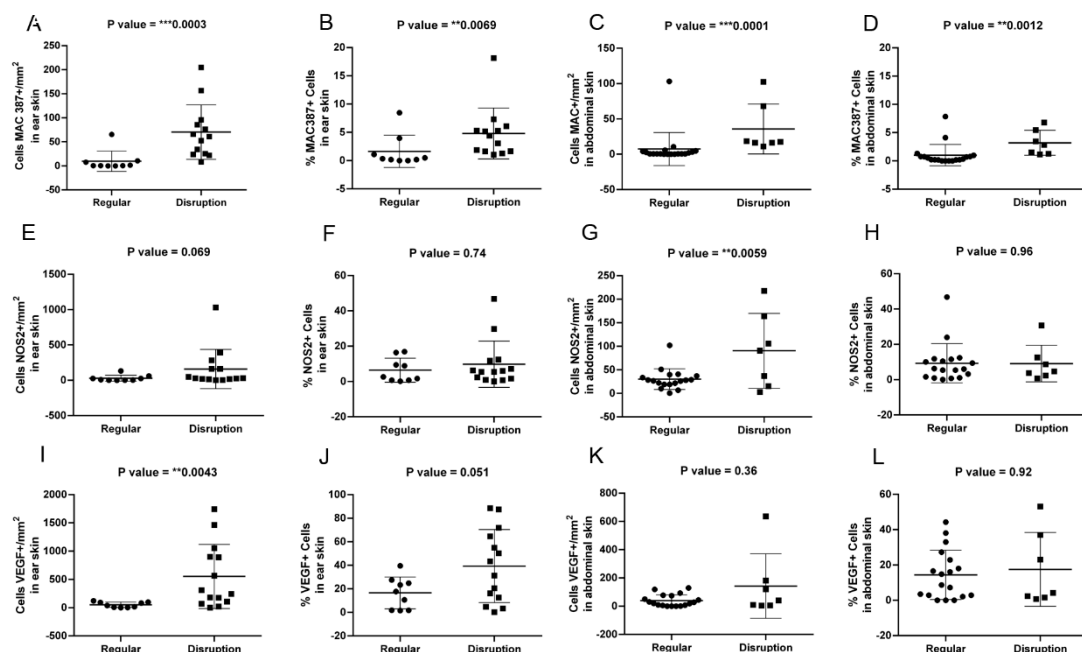 A
P value = ***0.0003
Cells MAC 387+/mm²
in ear skin
250
200
150
100
50
0
-50
Regular
Disruption
B
P value = **0.0069
% MAC387+ Cells
in ear skin
20
15
10
5
0
-5
Regular
Disruption
C
P value = ***0.0001
Cells MAC+/mm²
in abdominal skin
150
100
50
0
-50
Regular
Disruption
D
P value = **0.0012
% MAC387+ Cells
in abdominal skin
20
15
10
5
0
-5
Regular
Disruption
E
P value = 0.069
Cells NOS2+/mm²
in ear skin
1500
1000
500
0
-500
Regular
Disruption
F
P value = 0.74
% NOS2+ Cells
in ear skin
60
40
20
0
-20
Regular
Disruption
G
P value = **0.0059
Cells NOS2+/mm²
in abdominal skin
250
200
150
100
50
0
-50
Regular
Disruption
H
P value = 0.96
% NOS2+ Cells
in abdominal skin
60
40
20
0
-20
Regular
Disruption
I
P value = **0.0043
Cells VEGF+/mm²
in ear skin
2000
1500
1000
500
0
-500
Regular
Disruption
J
P value = 0.051
% VEGF+ Cells
in ear skin
100
80
60
40
20
0
-20
Regular
Disruption
K
P value = 0.36
Cells VEGF+/mm²
in abdominal skin
800
600
400
200
0
-200
Regular
Disruption
L
P value = 0.92
% VEGF+ Cells
in abdominal skin
60
40
20
0
-20
Regular
Disruption